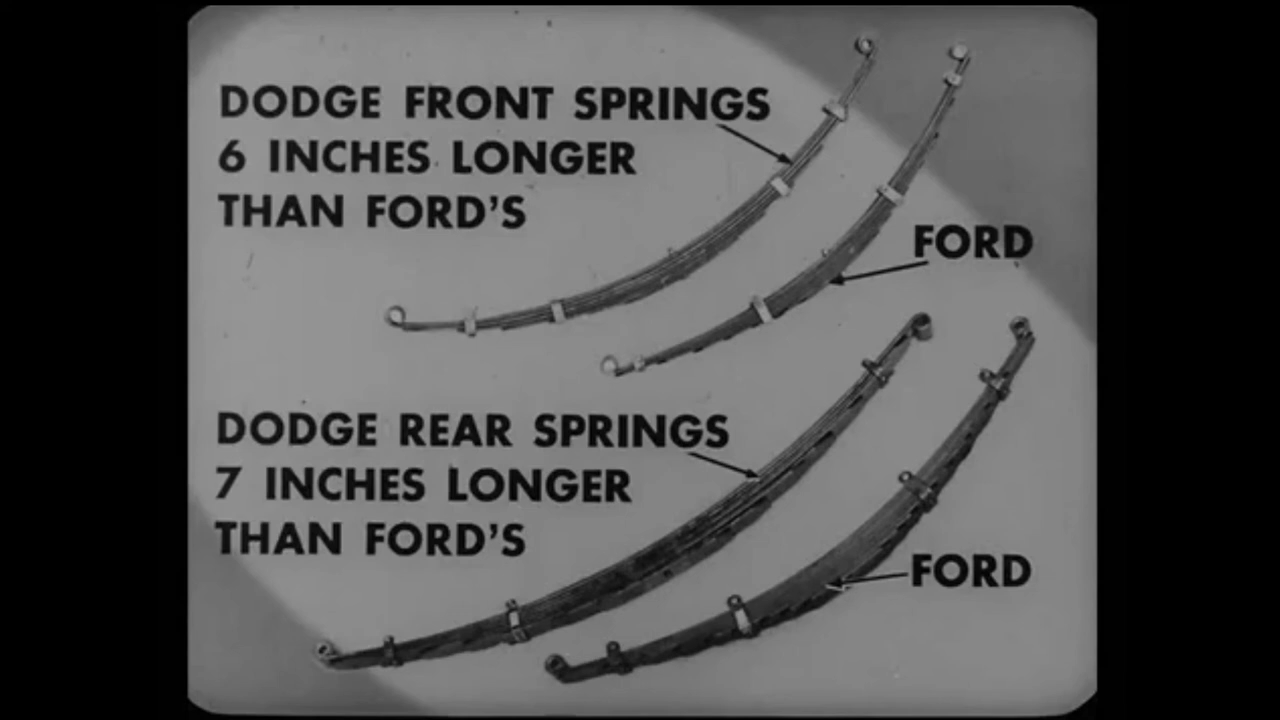 DODGE FRONT SPRINGS
6 INCHES LONGER
THAN FORD'S
FORD
DODGE REAR SPRINGS
7 INCHES LONGER
THAN FORD'S
FORD